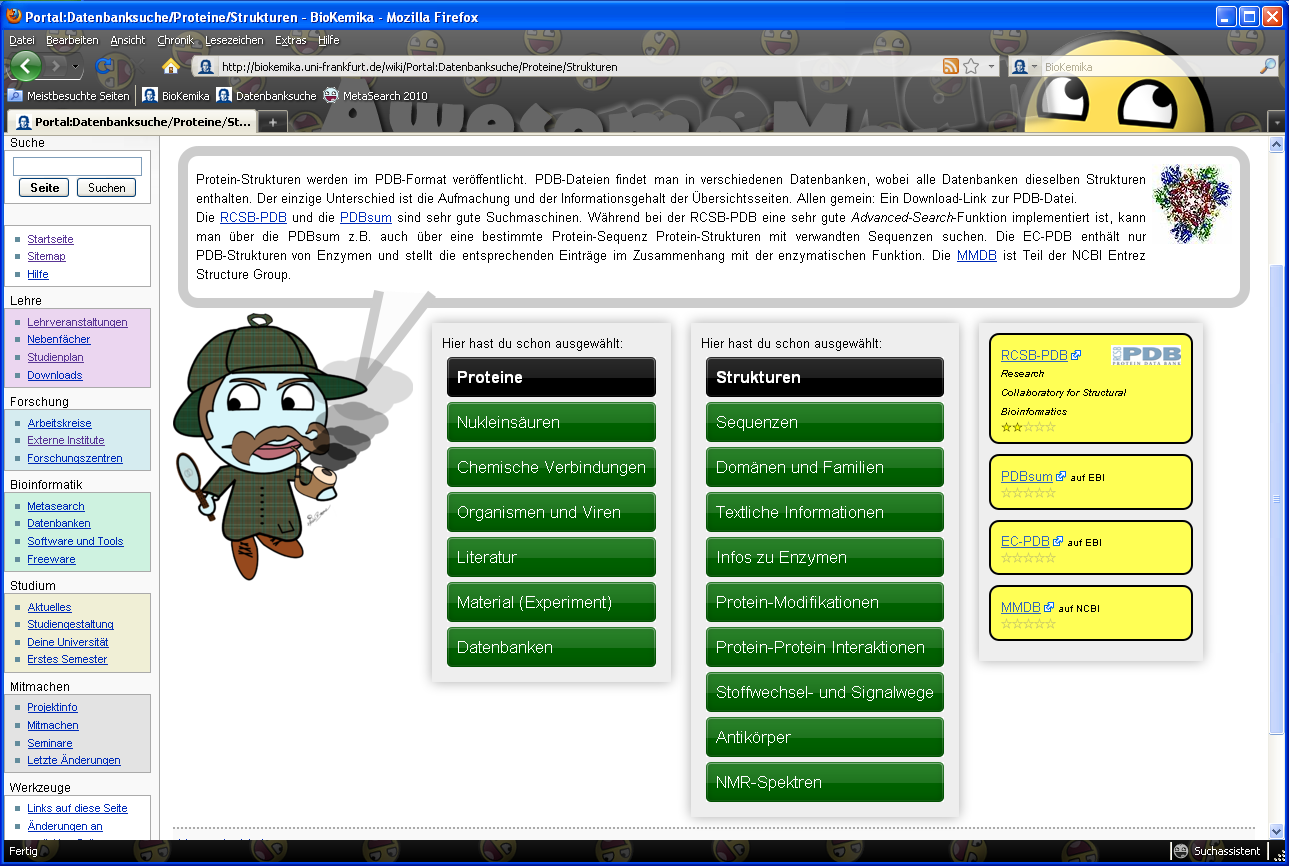 Portal:Datenbanksuche/Proteine/Strukturen - BioKemika - Mozilla Firefox
Datei Bearbeiten Ansicht Chronik Lesezeichen Extras Hilfe
http://biokemika.uni-frankfurt.de/wiki/Portal:Datenbanksuche/Proteine/Strukturen
BioKemika
Meistbesuchte Seiten BioKemika Datenbanksuche MetaSearch 2010
AwesomeMa
Portal:Datenbanksuche/Proteine/St...
Suche
Seite Suchen
Startseite
Sitemap
Hilfe
Lehre
Lehrveranstaltungen
Nebenfächer
Studienplan
Downloads
Forschung
Arbeitskreise
Externe Institute
Forschungszentren
Bioinformatik
Metasearch
Datenbanken
Software und Tools
Freeware
Studium
Aktuelles
Studiengestaltung
Deine Universität
Erstes Semester
Mitmachen
Projektinfo
Mitmachen
Seminare
Letzte Änderungen
Werkzeuge
Links auf diese Seite
Änderungen an
Protein-Strukturen werden im PDB-Format veröffentlicht. PDB-Dateien findet man in verschiedenen Datenbanken, wobei alle Datenbanken dieselben Strukturen
enthalten. Der einzige Unterschied ist die Aufmachung und der Informationsgehalt der Übersichtsseiten. Allen gemein: Ein Download-Link zur PDB-Datei.
Die RCSB-PDB und die PDBsum sind sehr gute Suchmaschinen. Während bei der RCSB-PDB eine sehr gute Advanced-Search-Funktion implementiert ist, kann
man über die PDBsum z.B. auch über eine bestimmte Protein-Sequenz Protein-Strukturen mit verwandten Sequenzen suchen. Die EC-PDB enthält nur
PDB-Strukturen von Enzymen und stellt die entsprechenden Einträge im Zusammenhang mit der enzymatischen Funktion. Die MMDB ist Teil der NCBI Entrez
Structure Group.
Hier hast du schon ausgewählt:
Proteine
Nukleinsäuren
Chemische Verbindungen
Organismen und Viren
Literatur
Material (Experiment)
Datenbanken
Hier hast du schon ausgewählt:
Strukturen
Sequenzen
Domänen und Familien
Textliche Informationen
Infos zu Enzymen
Protein-Modifikationen
Protein-Protein Interaktionen
Stoffwechsel- und Signalwege
Antikörper
NMR-Spektren
RCSB-PDB
PDB
PROTEIN DATA BANK
Research
Collaboratory for Structural
Bioinformatics
PDBsum auf EBI
EC-PDB auf EBI
MMDB auf NCBI
Fertig
Suchassistent